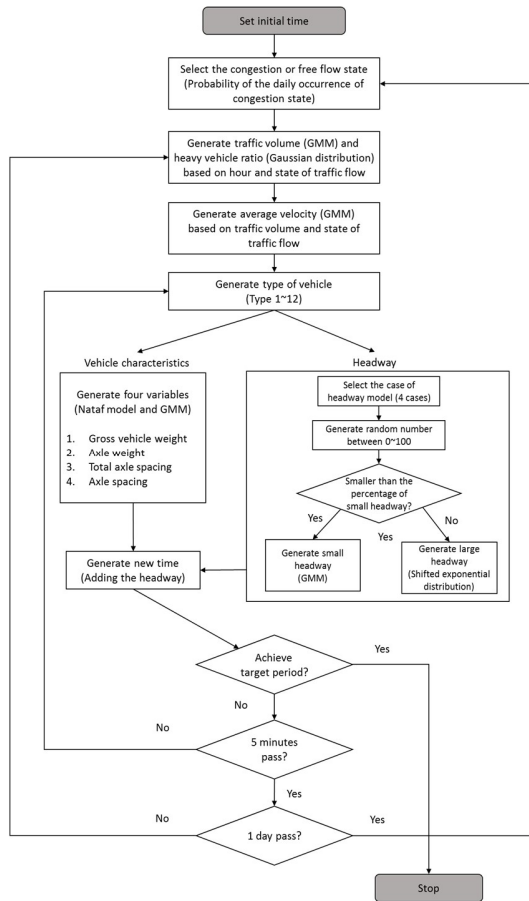 Set initial time
Select the congestion or free flow state
(Probability of the daily occurrence of
congestion state)
Generate traffic volume (GMM) and
heavy vehicle ratio (Gaussian distribution)
based on hour and state of traffic flow
Generate average velocity (GMM)
based on traffic volume and state of
traffic flow
Generate type of vehicle
(Type 1~12)
Vehicle characteristics
Generate four variables
(Nataf model and GMM)
1. Gross vehicle weight
2. Axle weight
3. Total axle spacing
4. Axle spacing
Headway
Select the case of
headway model (4 cases)
Generate random number
between 0~100
Smaller than the
percentage of
small headway?
Yes
Yes
No
Generate small
headway
(GMM)
Generate large
headway
(Shifted exponential
distribution)
Generate new time
(Adding the headway)
Achieve
target period?
Yes
No
5 minutes
pass?
No
Yes
1 day pass?
No
Yes
Stop